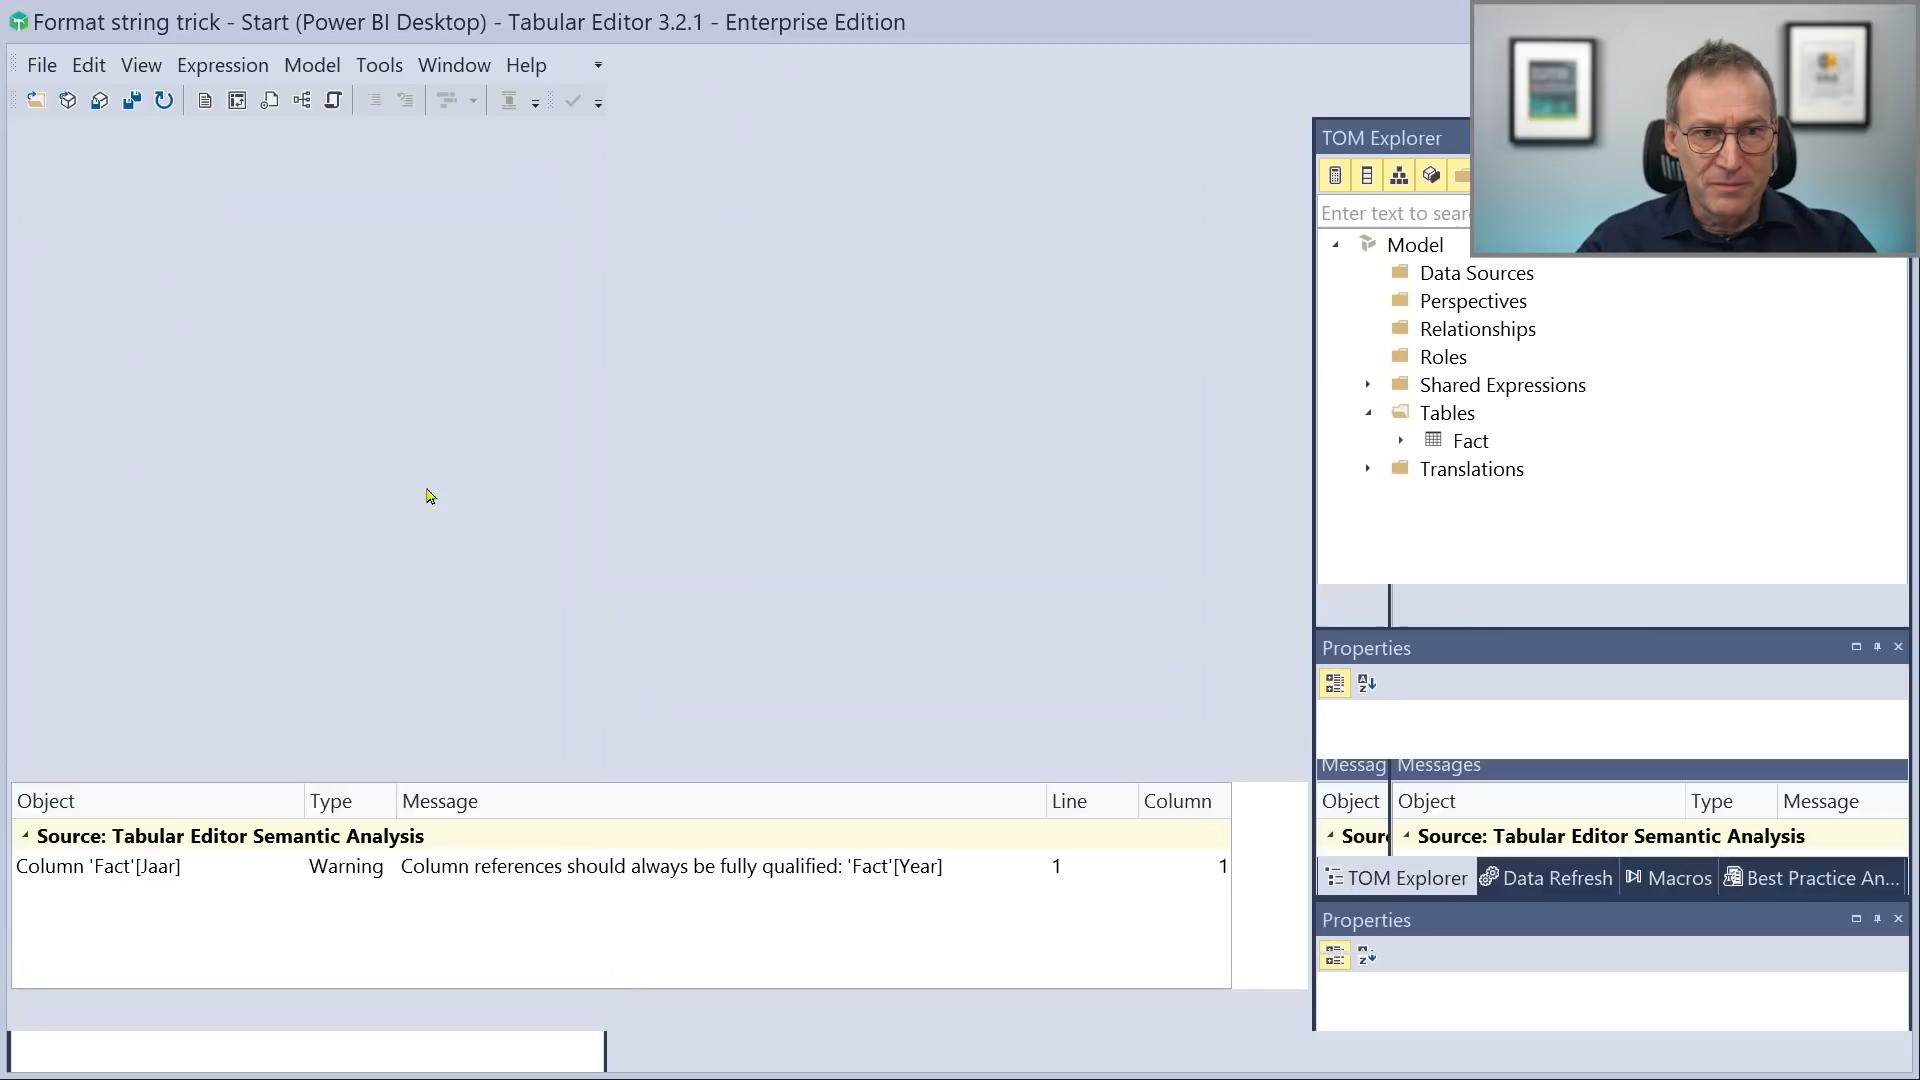 Format string trick - Start (Power BI Desktop) - Tabular Editor 3.2.1 - Enterprise Edition
File Edit View Expression Model Tools Window Help
TOM Explorer
Enter text to sear
Model
Data Sources
Perspectives
Relationships
Roles
Shared Expressions
Tables
Fact
Translations
Properties
Messag Messages
Object Type Message Line Column
Object Object Type Message
Source: Tabular Editor Semantic Analysis
Sour Source: Tabular Editor Semantic Analysis
Column 'Fact'[Jaar] Warning Column references should always be fully qualified: 'Fact'[Year] 1 1
TOM Explorer Data Refresh Macros Best Practice An...
Properties